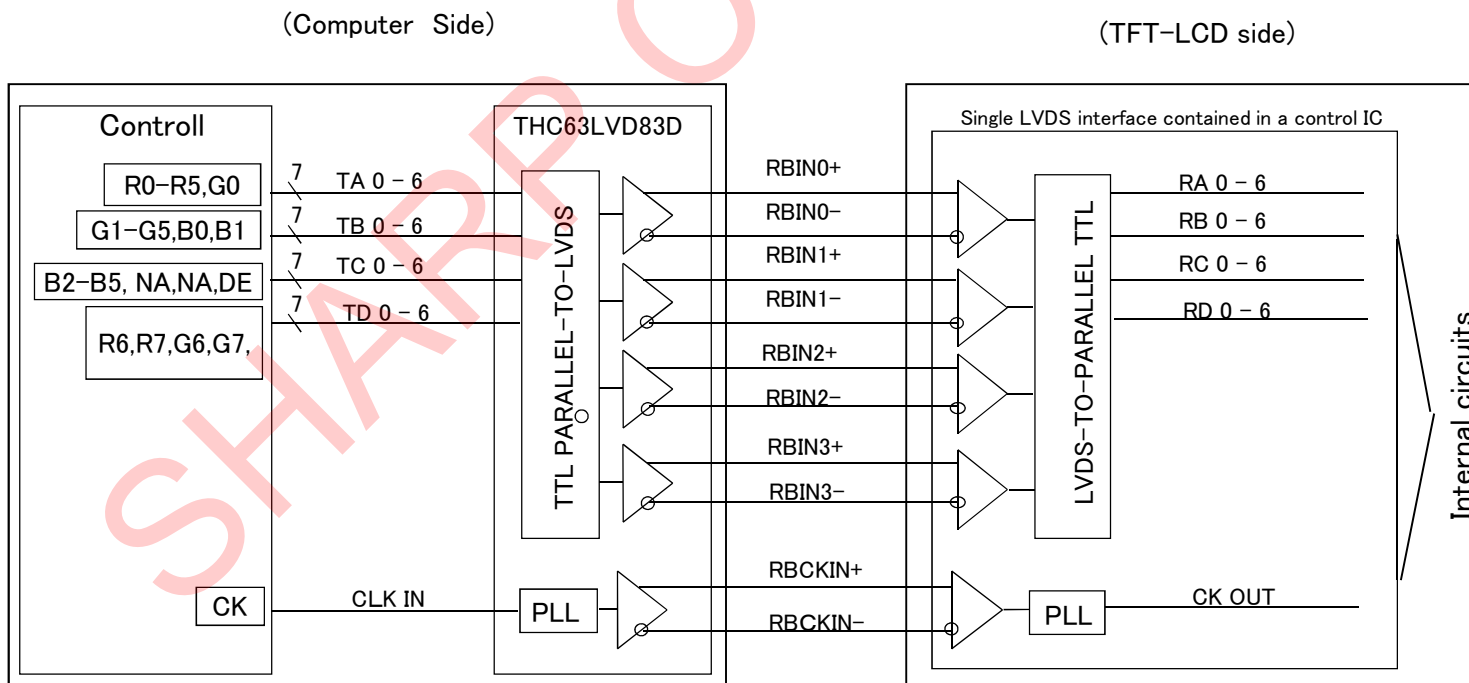 (Computer Side)
(TFT-LCD side)
Controll
THC63LVD83D
Single LVDS interface contained in a control IC
R0-R5,G0
7
TA 0 - 6
RBIN0+
RA 0 - 6
G1-G5,B0,B1
7
TB 0 - 6
RBIN0-
RB 0 - 6
B2-B5, NA,NA,DE
7
TC 0 - 6
RBIN1+
RC 0 - 6
R6,R7,G6,G7,
7
TD 0 - 6
RBIN1-
RD 0 - 6
TTL PARALLEL-TO-LVDS
RBIN2+
RBIN2-
RBIN3+
RBIN3-
LVDS-TO-PARALLEL TTL
Internal circuits
CK
CLK IN
PLL
RBCKIN+
RBCKIN-
PLL
CK OUT
SHARP